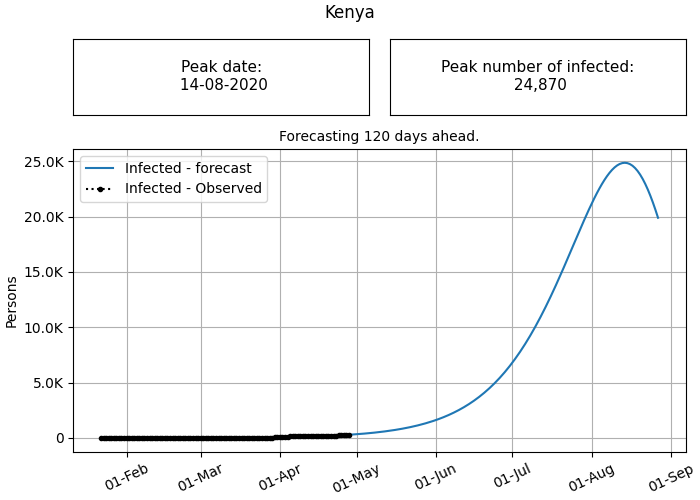 Kenya
Peak date:
14-08-2020
Peak number of infected:
24,870
Forecasting 120 days ahead.
Infected - forecast
Infected - Observed
Persons
25.0K
20.0K
15.0K
10.0K
5.0K
0
01-Feb
01-Mar
01-Apr
01-May
01-Jun
01-Jul
01-Aug
01-Sep